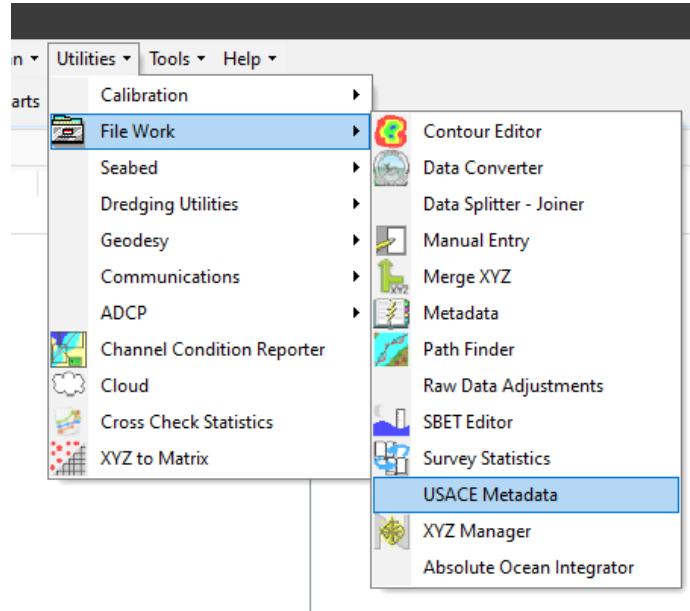 Utilities Tools Help
arts
Calibration
File Work
Seabed
Dredging Utilities
Geodesy
Communications
ADCP
Channel Condition Reporter
Cloud
Cross Check Statistics
XYZ to Matrix
Contour Editor
Data Converter
Data Splitter - Joiner
Manual Entry
Merge XYZ
Metadata
Path Finder
Raw Data Adjustments
SBET Editor
Survey Statistics
USACE Metadata
XYZ Manager
Absolute Ocean Integrator